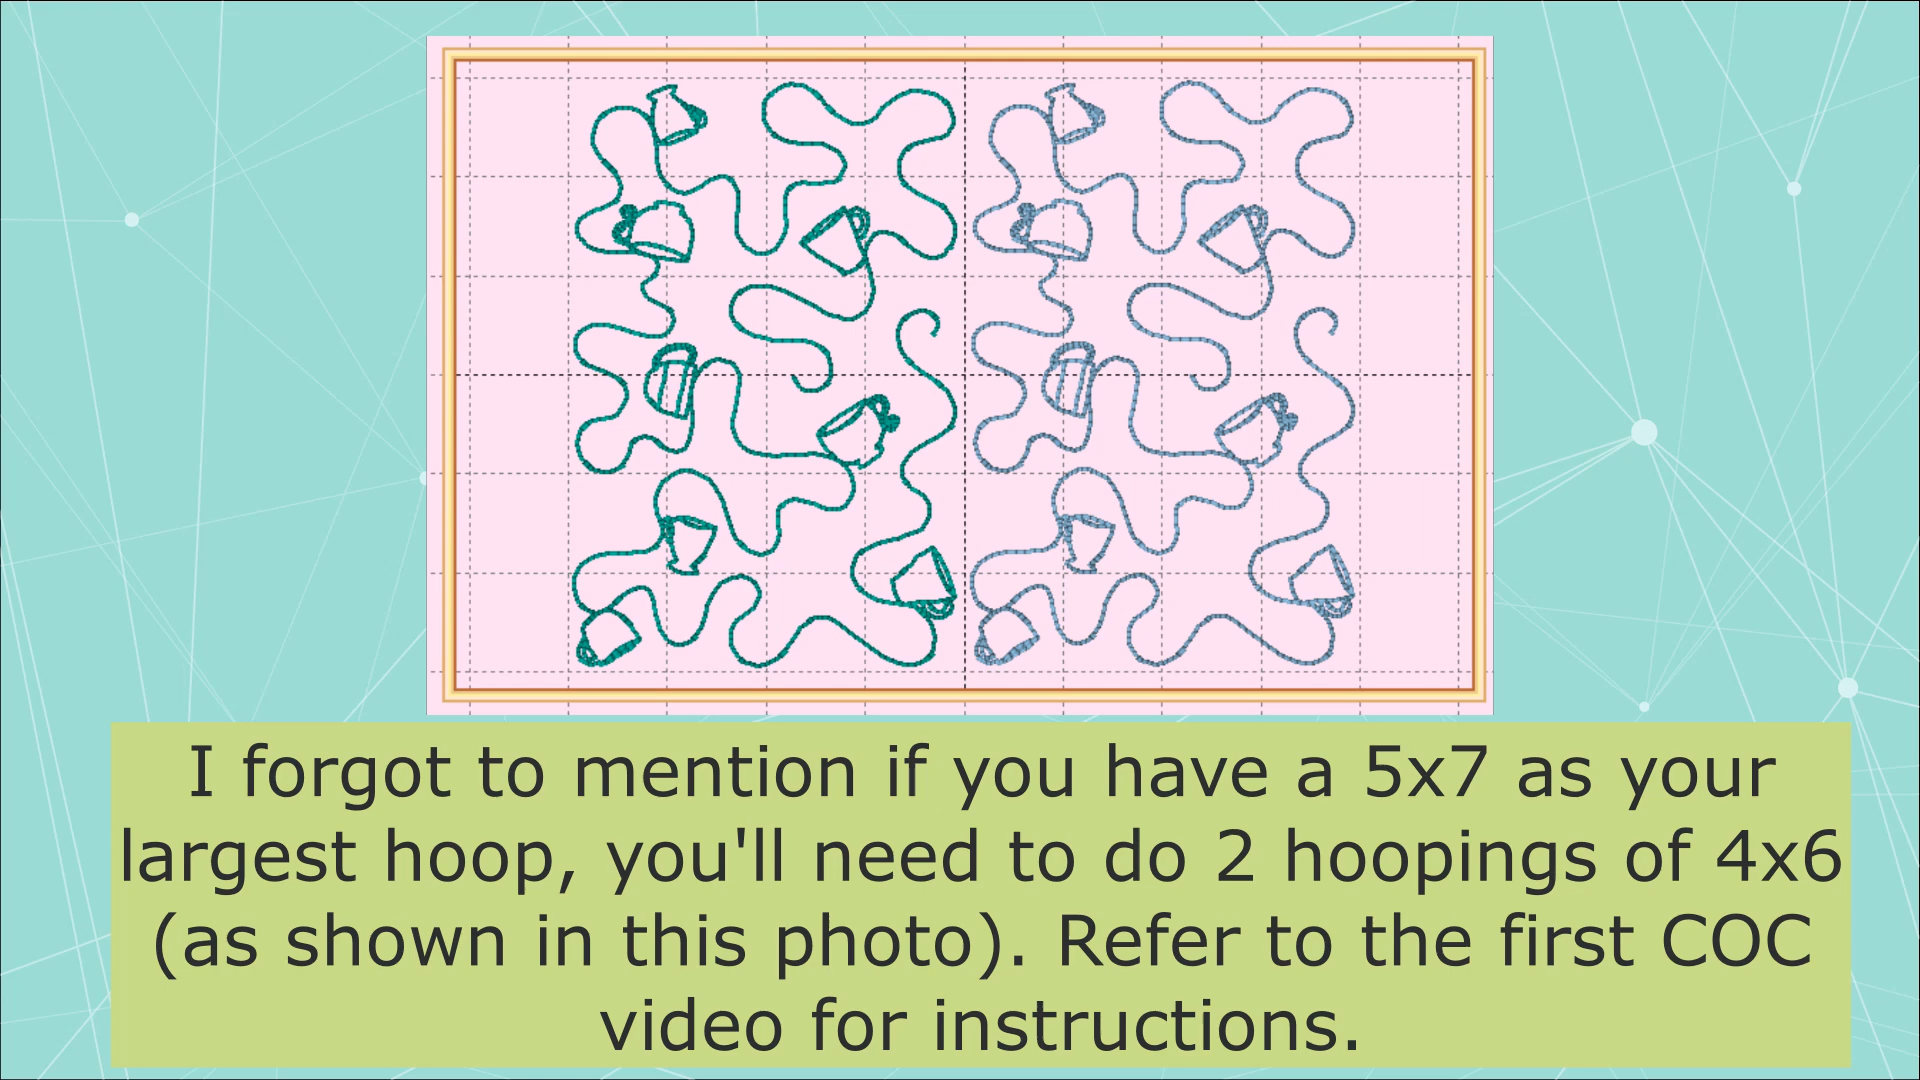 I forgot to mention if you have a 5x7 as your
largest hoop, you'll need to do 2 hoopings of 4x6
(as shown in this photo). Refer to the first COC
video for instructions.